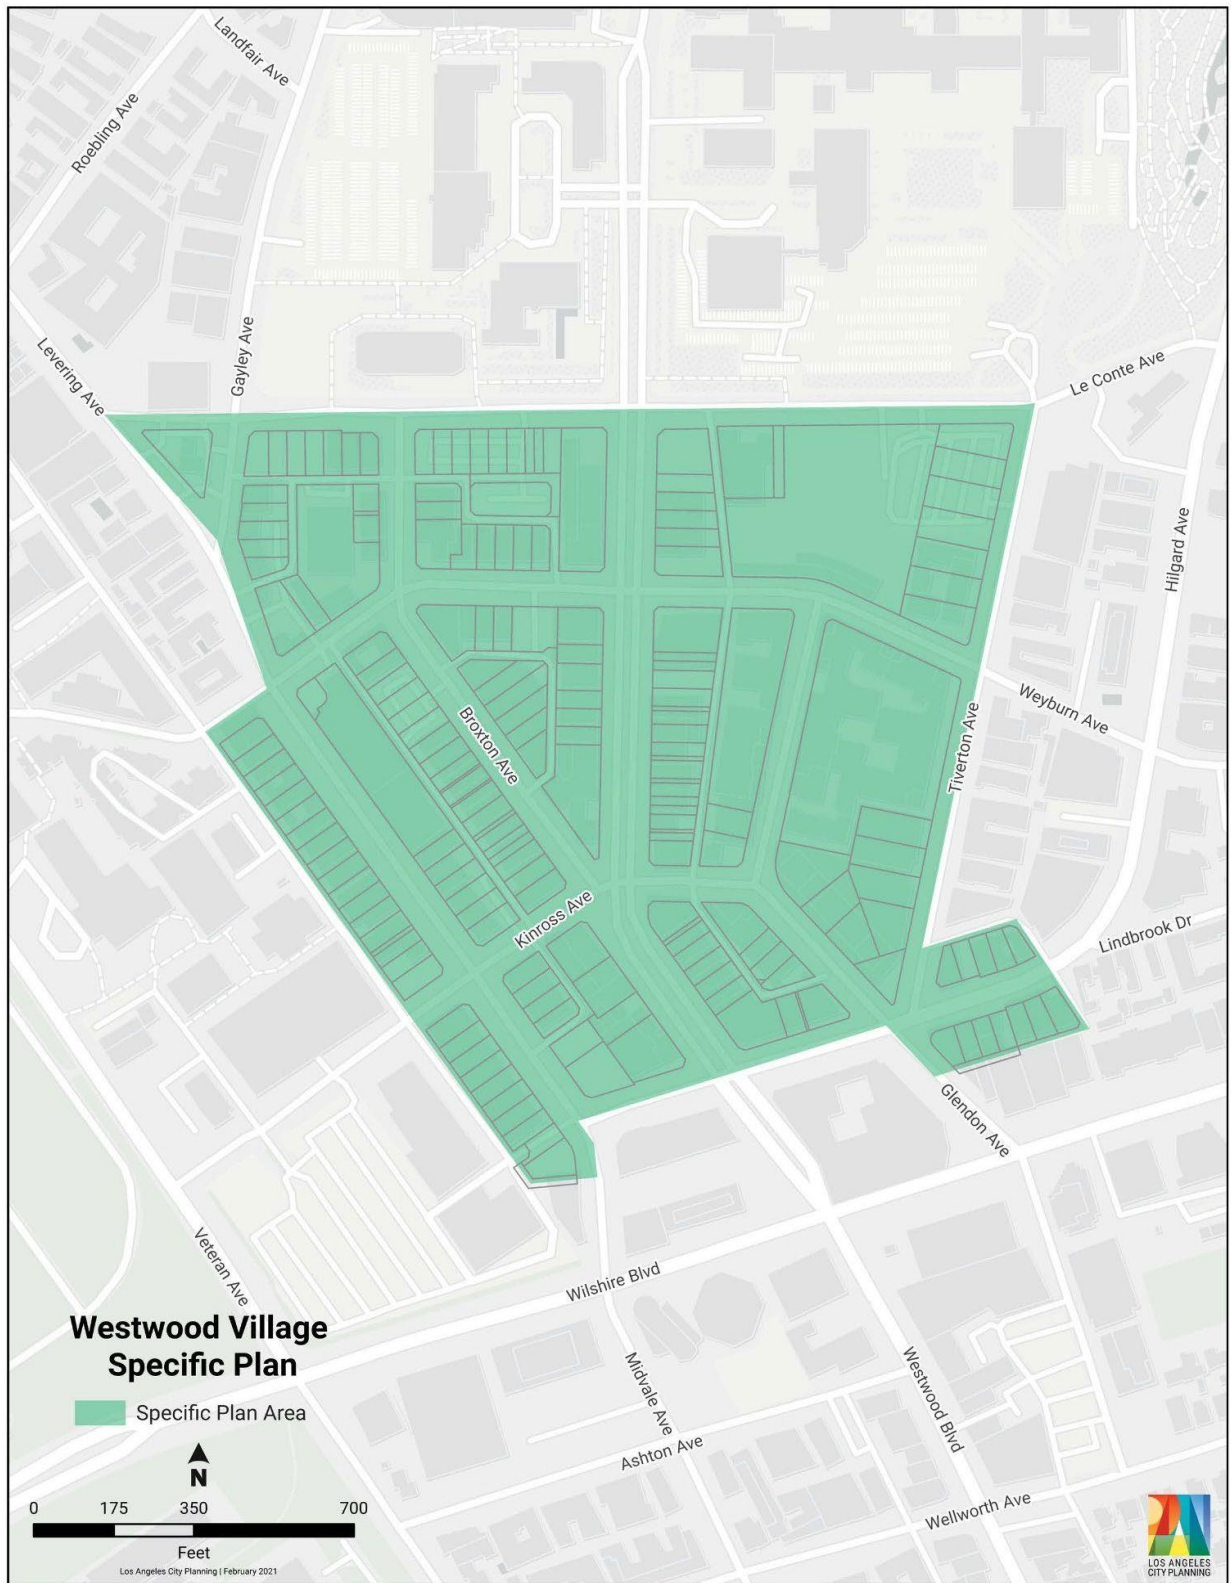 Landfair Ave
Roebling Ave
Gayley Ave
Levering Ave
Le Conte Ave
Hilgard Ave
Weyburn Ave
Tiverton Ave
Broxton Ave
Kinross Ave
Lindbrook Dr
Glendon Ave
Veteran Ave
Wilshire Blvd
Midvale Ave
Westwood Blvd
Ashton Ave
Wellworth Ave
Westwood Village
Specific Plan
Specific Plan Area
N
0 175 350 700
Feet
Los Angeles City Planning | February 2021
LOS ANGELES
CITY PLANNING